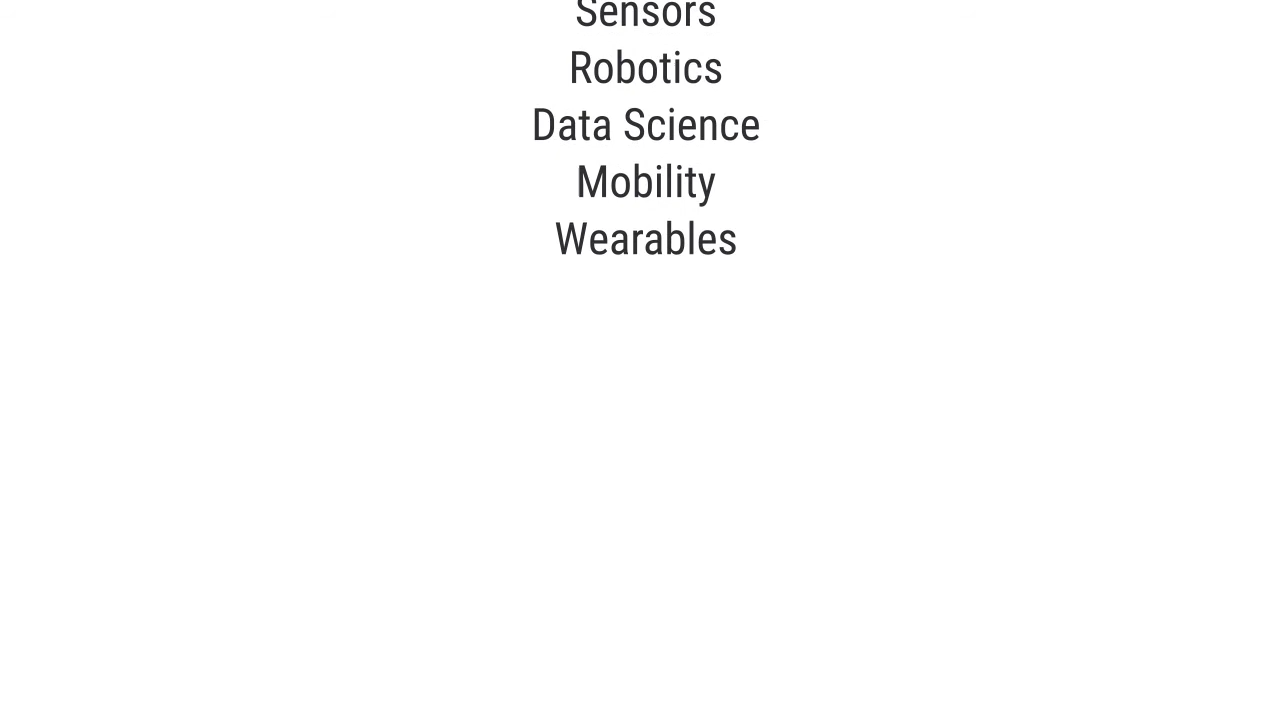 Sensors
Robotics
Data Science
Mobility
Wearables